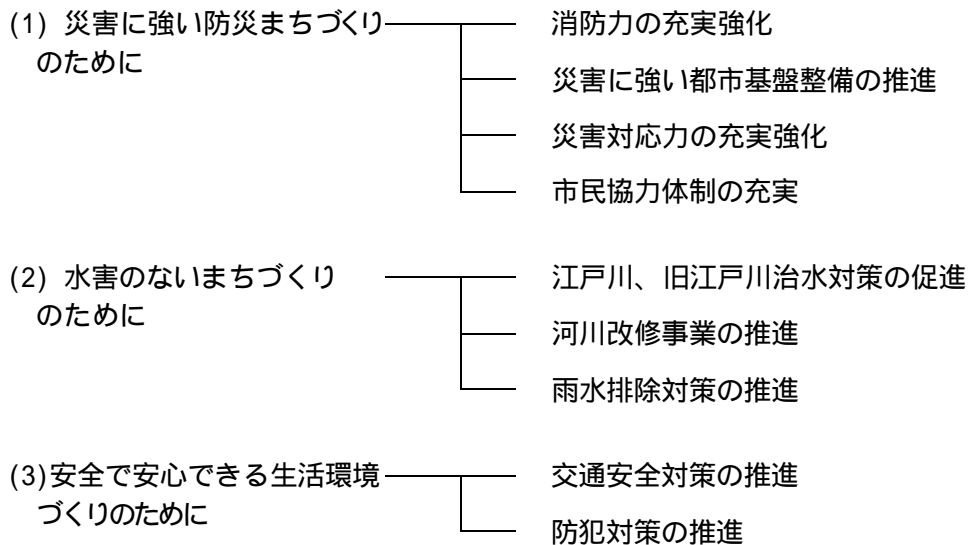 (1) 災害に強い防災まちづくり
のために
消防力の充実強化
災害に強い都市基盤整備の推進
災害対応力の充実強化
市民協力体制の充実
(2) 水害のないまちづくり
のために
江戸川、旧江戸川治水対策の促進
河川改修事業の推進
雨水排除対策の推進
(3)安全で安心できる生活環境
づくりのために
交通安全対策の推進
防犯対策の推進